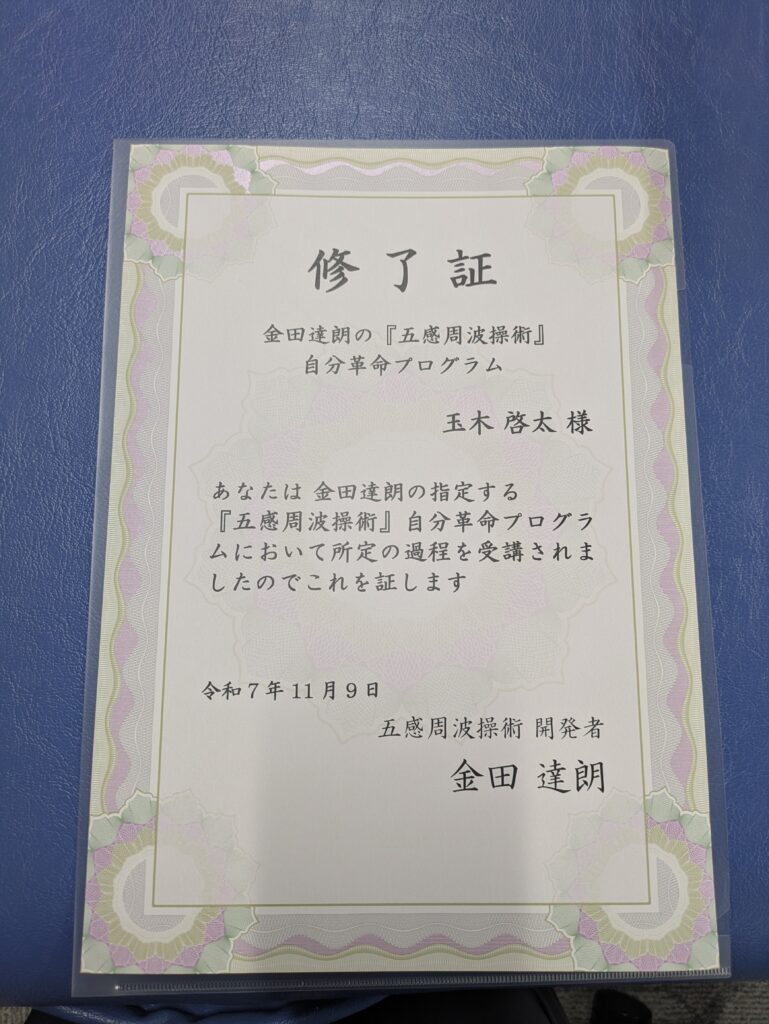 修了証
金田達朗の『五感周波操術』
自分革命プログラム
玉木 啓太 様
あなたは 金田達朗の指定する
『五感周波操術』自分革命プログラ
ムにおいて所定の過程を受講されま
したのでこれを証します
令和7年11月9日
五感周波操術 開発者
金田 達朗